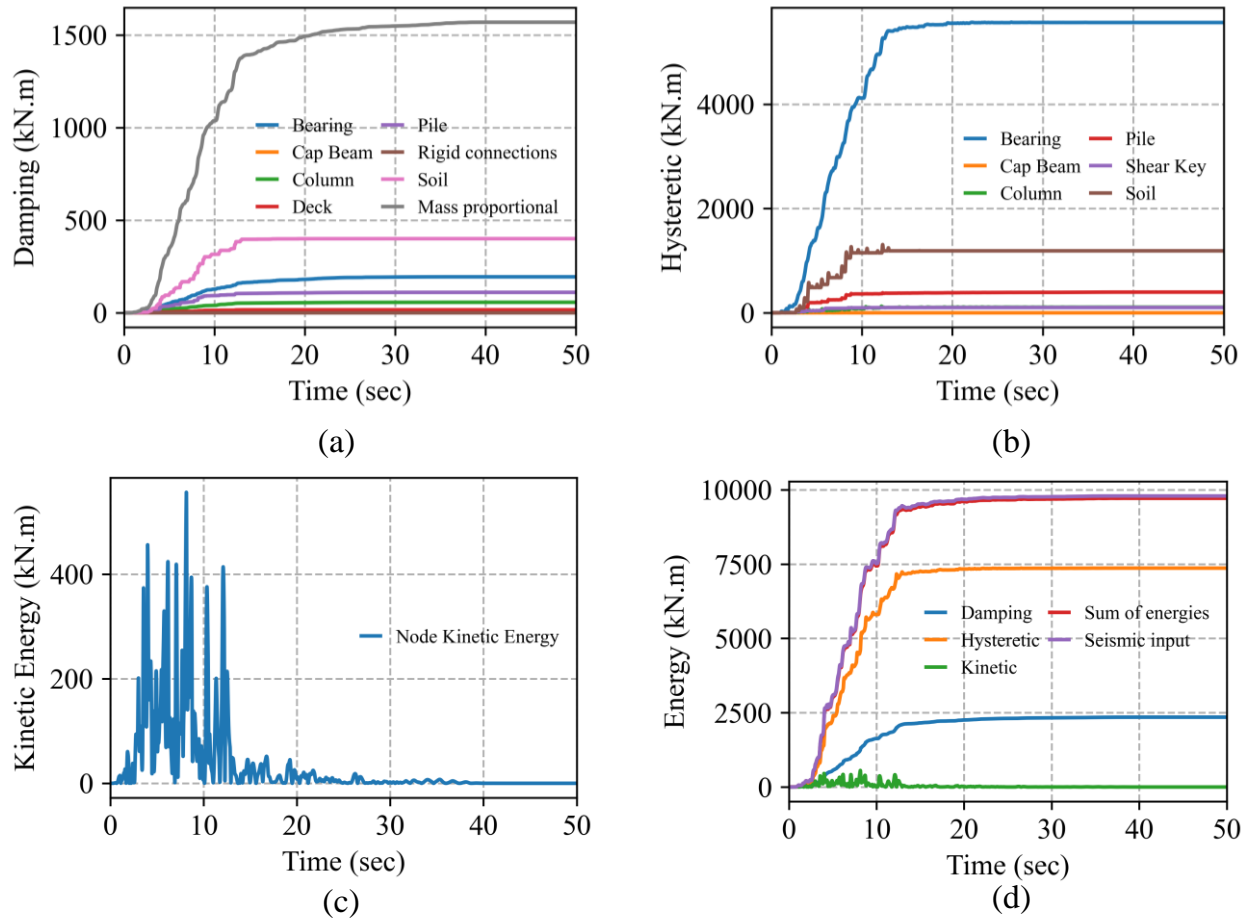 1500
1000
500
0
Damping (kN.m)
Bearing
Cap Beam
Column
Deck
Pile
Rigid connections
Soil
Mass proportional
0 10 20 30 40 50
Time (sec)
(a)
4000
2000
0
Hysteretic (kN.m)
Bearing
Cap Beam
Column
Pile
Shear Key
Soil
0 10 20 30 40 50
Time (sec)
(b)
400
200
0
Kinetic Energy (kN.m)
Node Kinetic Energy
0 10 20 30 40 50
Time (sec)
(c)
10000
7500
5000
2500
0
Energy (kN.m)
Damping
Hysteretic
Kinetic
Sum of energies
Seismic input
0 10 20 30 40 50
Time (sec)
(d)